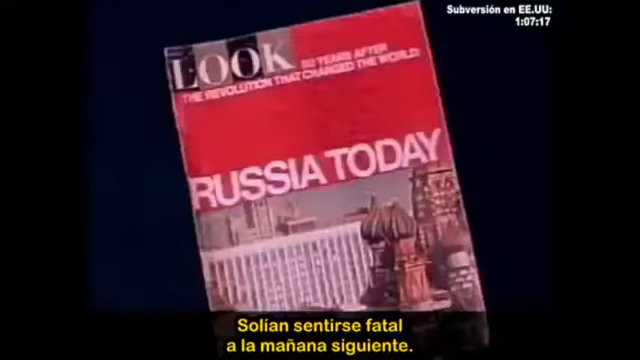 Subversión en EE.UU:
1:07:17
LOOK
50 YEARS AFTER
THE REVOLUTION THAT CHANGED THE WORLD:
RUSSIA TODAY
Solían sentirse fatal
a la mañana siguiente.